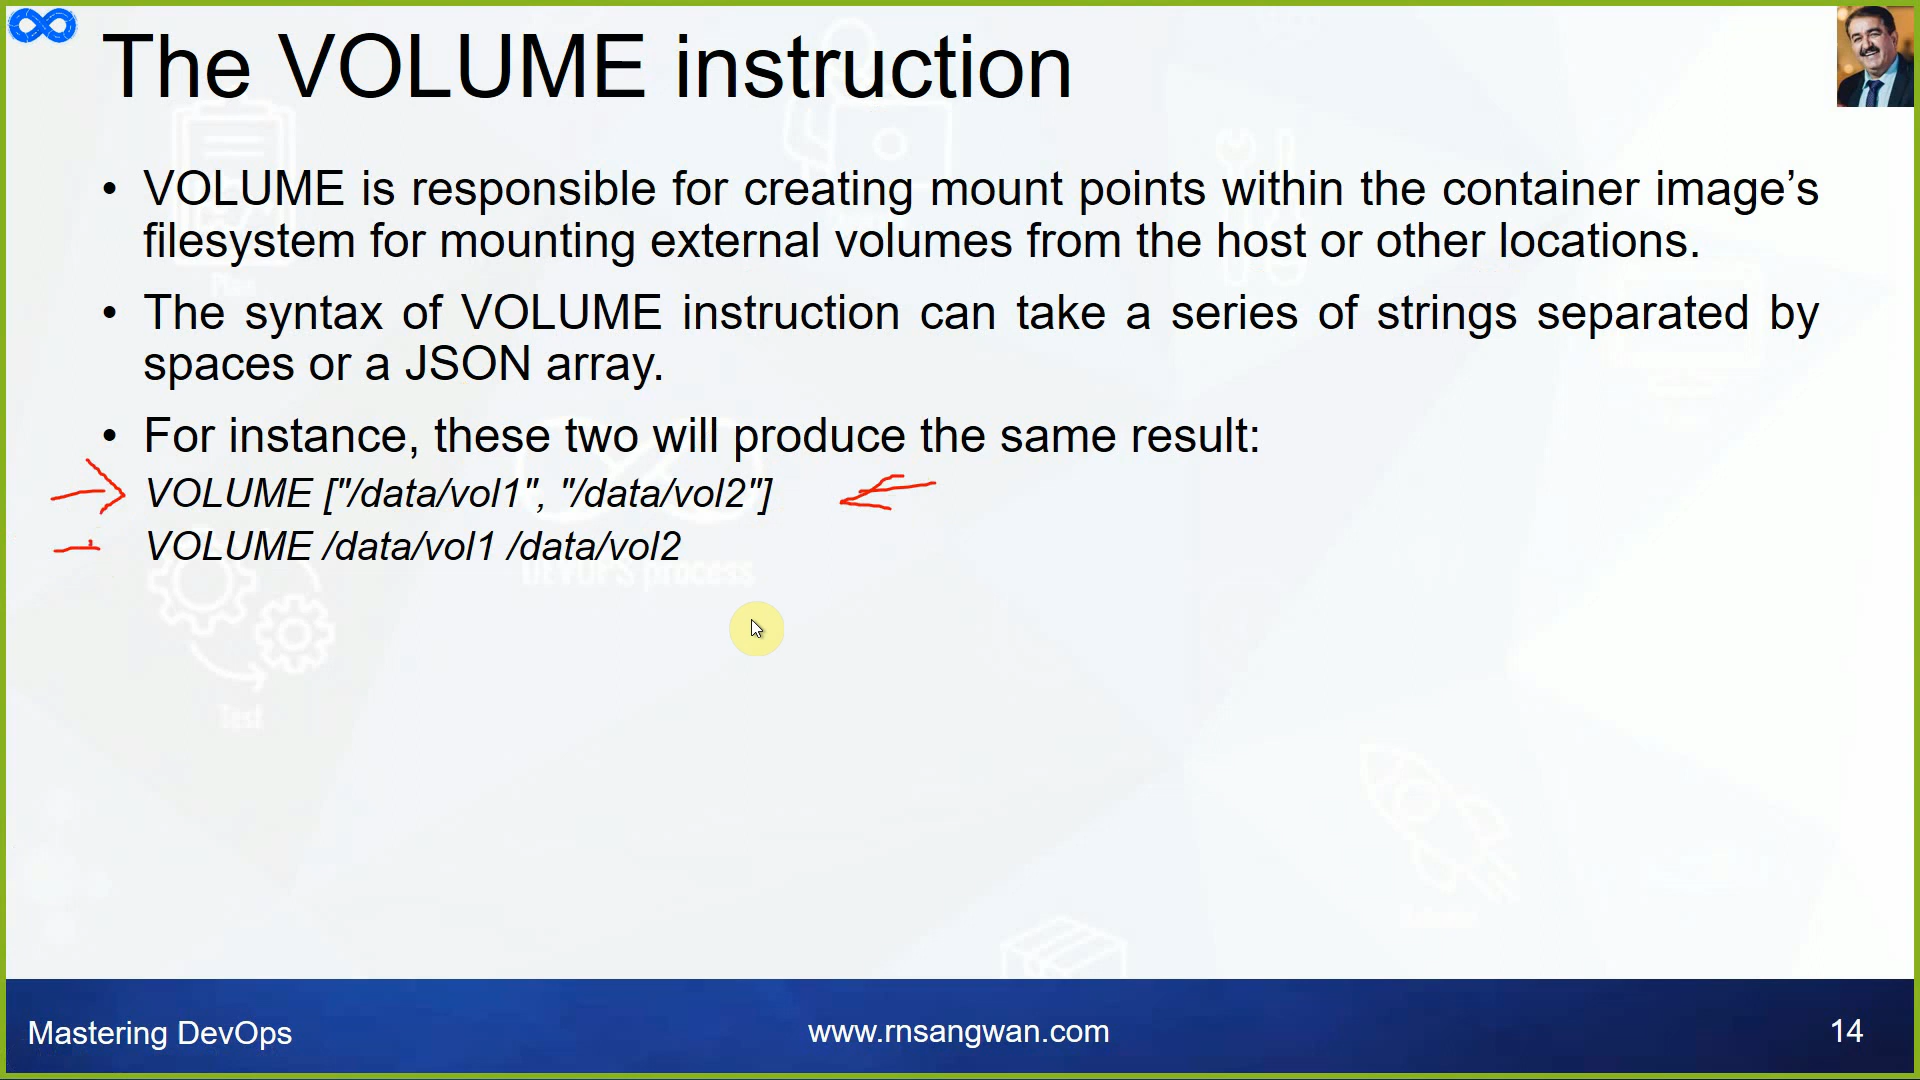 The VOLUME instruction
• VOLUME is responsible for creating mount points within the container image’s
filesystem for mounting external volumes from the host or other locations.
• The syntax of VOLUME instruction can take a series of strings separated by
spaces or a JSON array.
• For instance, these two will produce the same result:
VOLUME ["/data/vol1", "/data/vol2"]
VOLUME /data/vol1 /data/vol2
DEVOPS process
Test
Mastering DevOps
www.rnsangwan.com
14